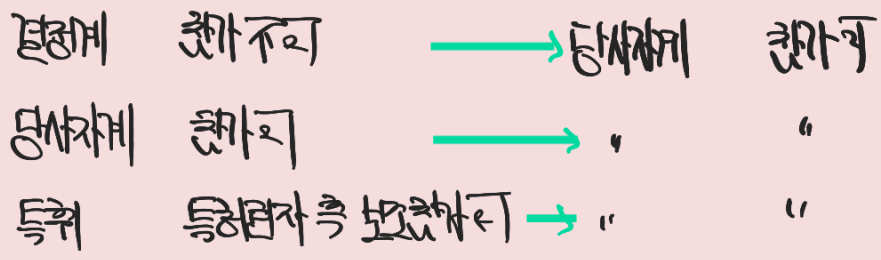 결정계 참가 不可 → 당사자계 참가 可
당사자계 참가 可 → 〃 〃
특취 특허권자 측 보조참가 可 → 〃 〃